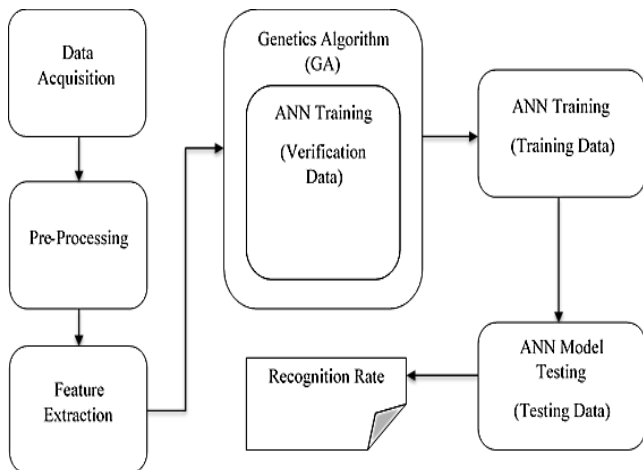 Data
Acquisition
Pre-Processing
Feature
Extraction
Genetics Algorithm
(GA)
ANN Training
(Verification
Data)
ANN Training
(Training Data)
ANN Model
Testing
(Testing Data)
Recognition Rate